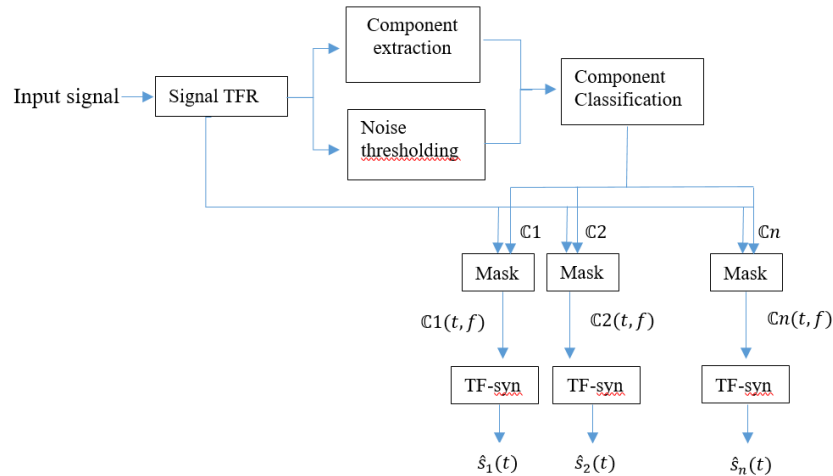 Component
extraction
Input signal
Signal TFR
Component
Classification
Noise
thresholding
ℂ1
ℂ2
ℂn
Mask
Mask
Mask
ℂ1(t, f)
ℂ2(t, f)
ℂn(t, f)
TF-syn
TF-syn
TF-syn
ŝ₁(t)
ŝ₂(t)
ŝₙ(t)